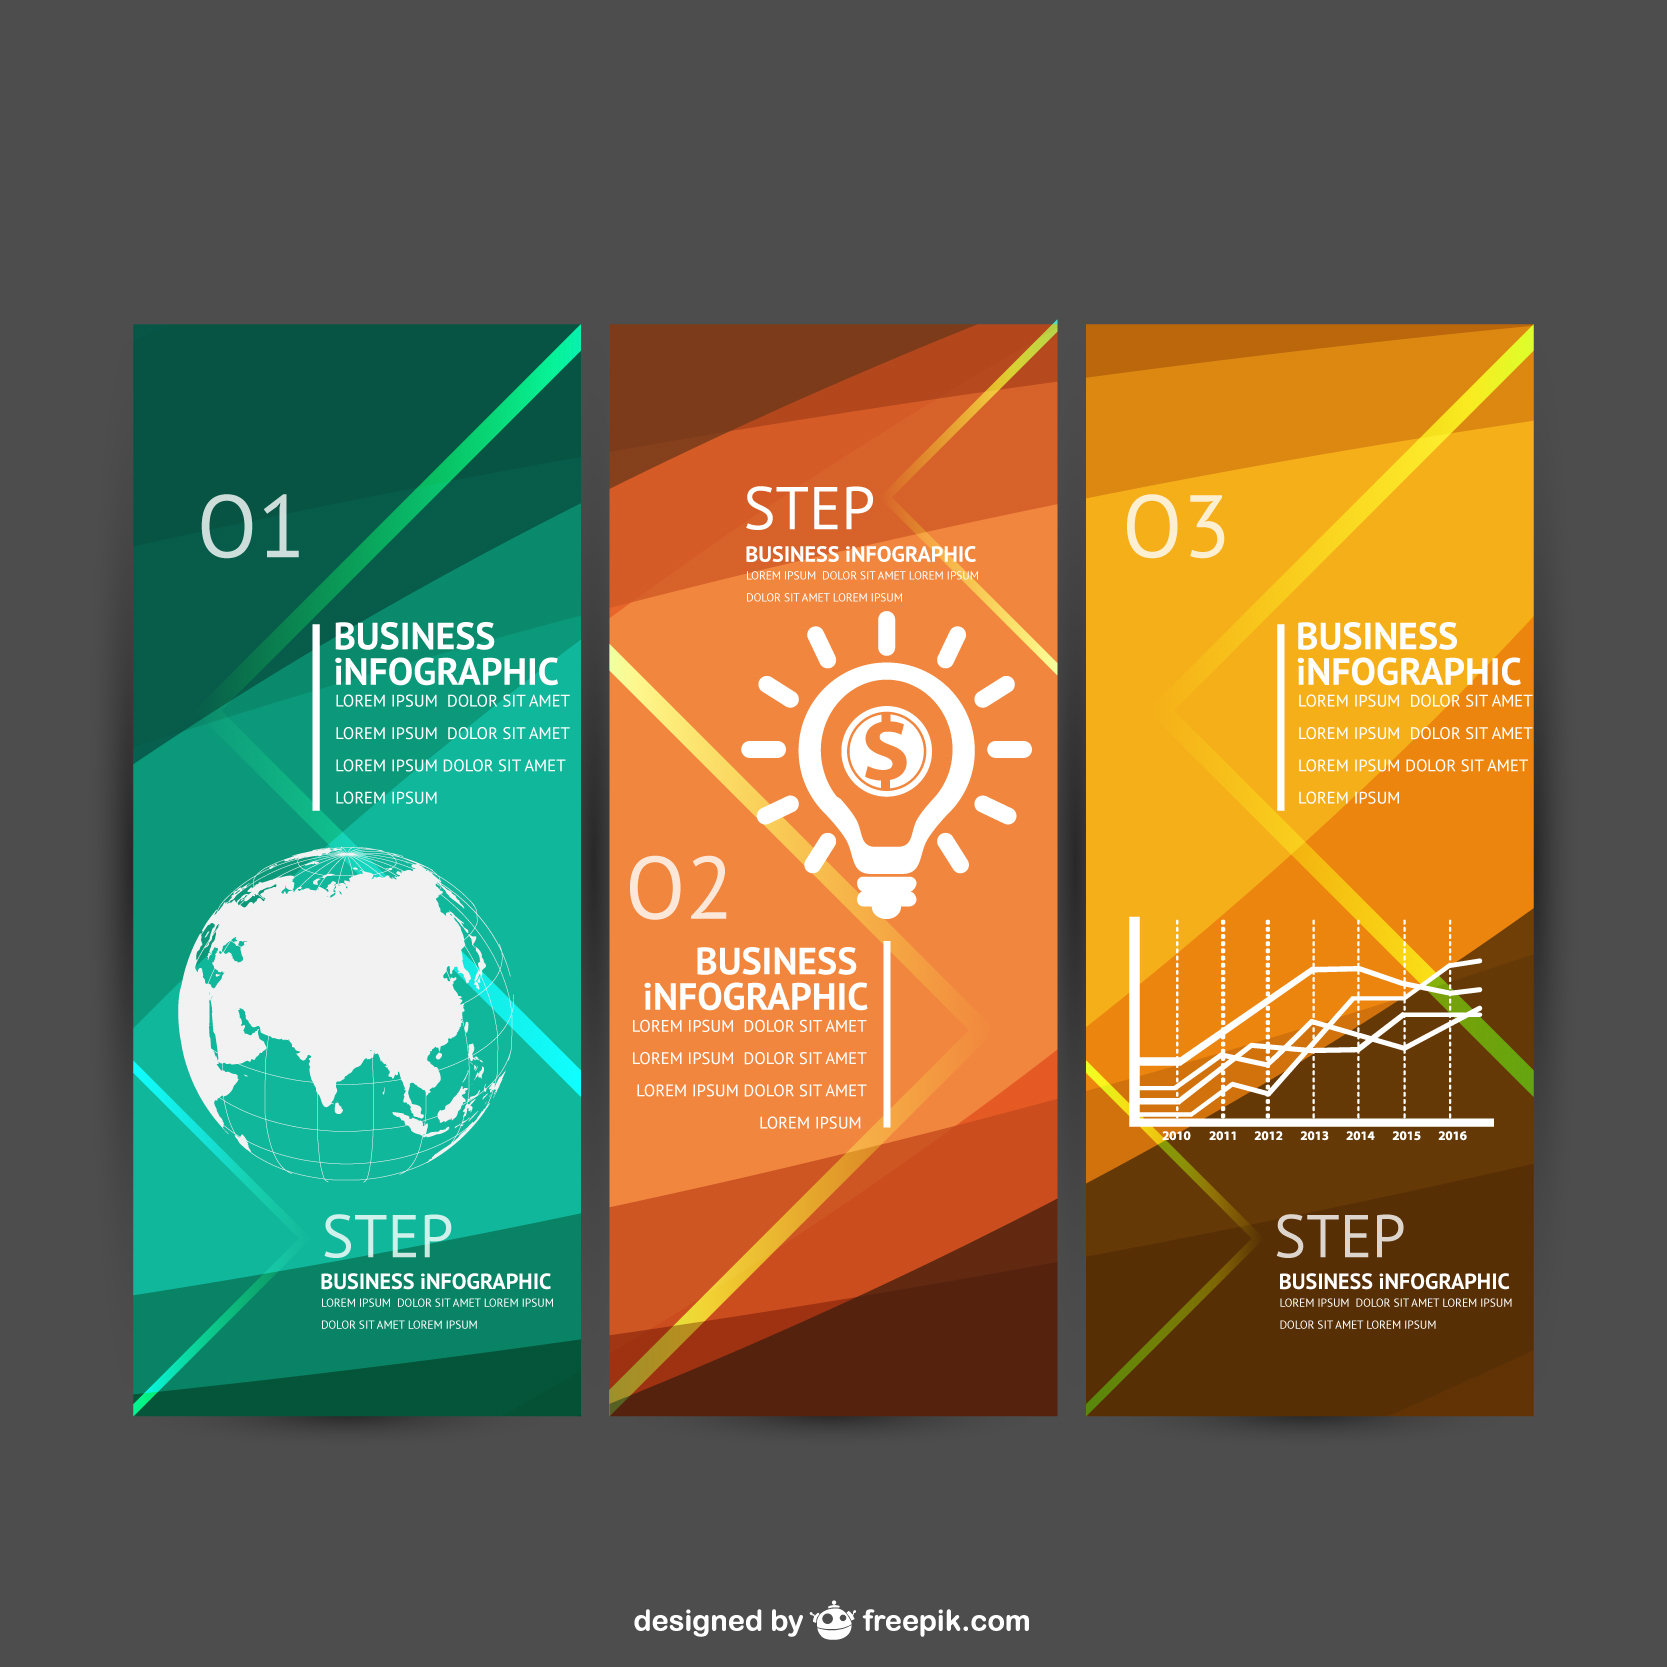 01
BUSINESS
iNFOGRAPHIC
LOREM IPSUM  DOLOR SIT AMET
LOREM IPSUM  DOLOR SIT AMET
LOREM IPSUM DOLOR SIT AMET
LOREM IPSUM
STEP
BUSINESS iNFOGRAPHIC
LOREM IPSUM  DOLOR SIT AMET LOREM IPSUM
DOLOR SIT AMET LOREM IPSUM
STEP
BUSINESS iNFOGRAPHIC
LOREM IPSUM  DOLOR SIT AMET LOREM IPSUM
DOLOR SIT AMET LOREM IPSUM
$
02
BUSINESS
iNFOGRAPHIC
LOREM IPSUM  DOLOR SIT AMET
LOREM IPSUM  DOLOR SIT AMET
LOREM IPSUM DOLOR SIT AMET
LOREM IPSUM
03
BUSINESS
iNFOGRAPHIC
LOREM IPSUM  DOLOR SIT AMET
LOREM IPSUM  DOLOR SIT AMET
LOREM IPSUM DOLOR SIT AMET
LOREM IPSUM
2010 2011 2012 2013 2014 2015 2016
STEP
BUSINESS iNFOGRAPHIC
LOREM IPSUM  DOLOR SIT AMET LOREM IPSUM
DOLOR SIT AMET LOREM IPSUM
designed by freepik.com